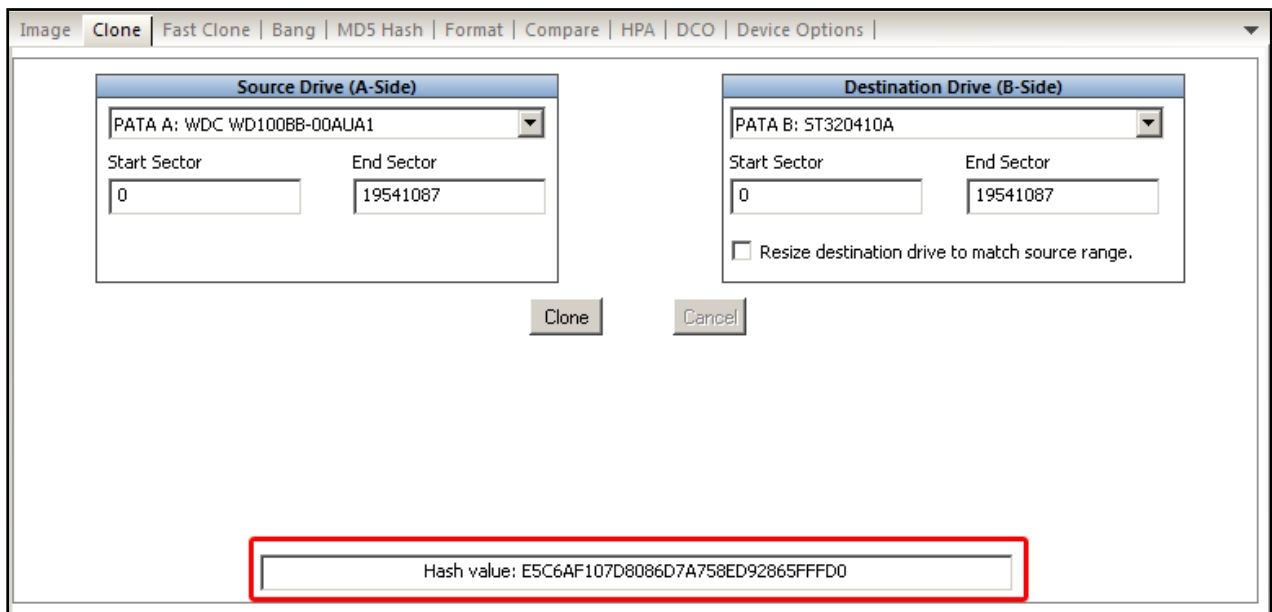 Image Clone Fast Clone | Bang | MD5 Hash | Format | Compare | HPA | DCO | Device Options |
Source Drive (A-Side)
PATA A: WDC WD100BB-00AUA1
Start Sector End Sector
0 19541087
Destination Drive (B-Side)
PATA B: ST320410A
Start Sector End Sector
0 19541087
Resize destination drive to match source range.
Clone Cancel
Hash value: E5C6AF107D8086D7A758ED92865FFFD0